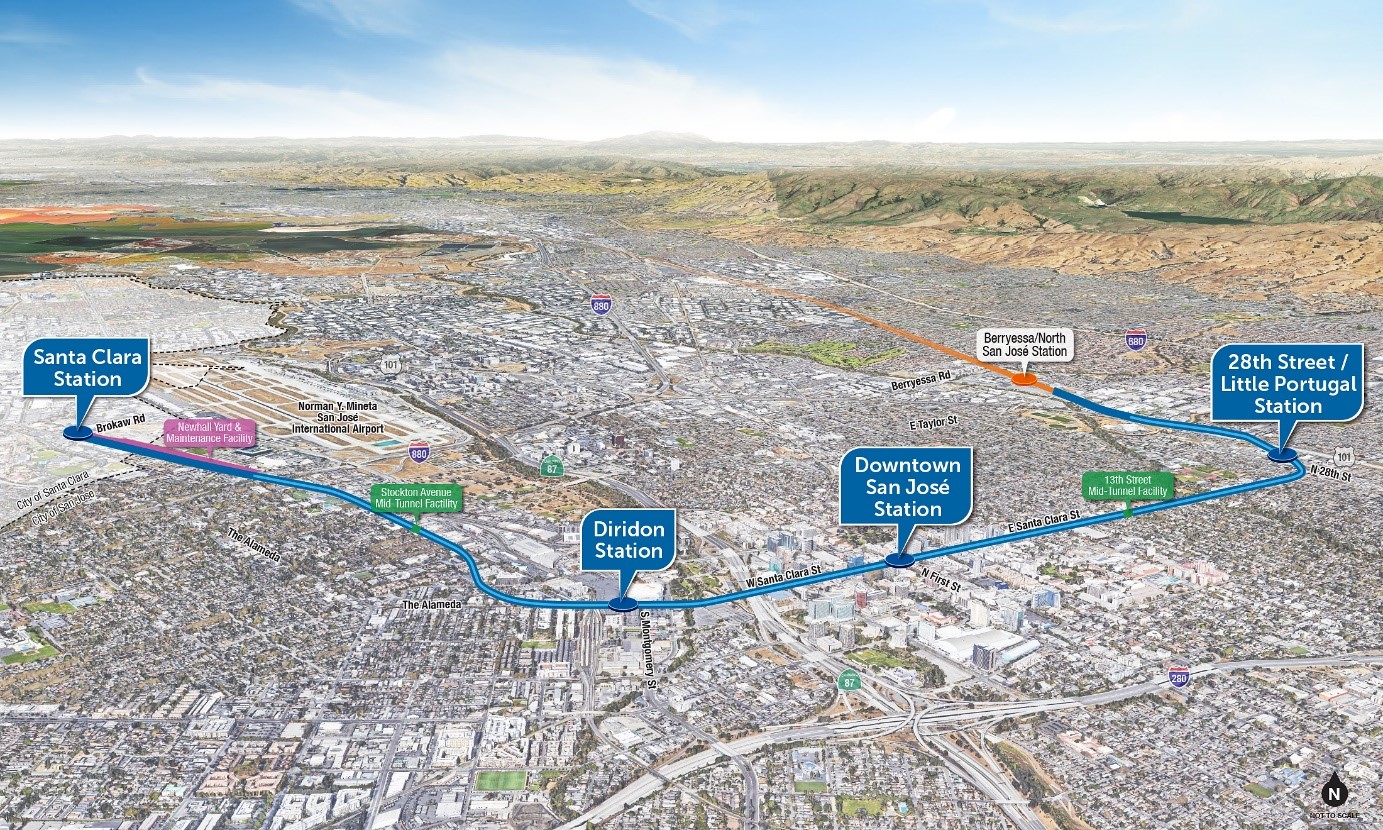 880
Berryessa/North
San José Station
680
Santa Clara
Station
101
Berryessa Rd
28th Street /
Little Portugal
Station
Brokaw Rd
Norman Y. Mineta
San José
International Airport
E Taylor St
Newhall Yard &
Maintenance Facility
880
87
101
N 28th St
Downtown
San José
Station
City of Santa Clara
City of San Jose
Stockton Avenue
Mid-Tunnel Facility
13th Street
Mid-Tunnel Facility
Diridon
Station
E Santa Clara St
The Alameda
W Santa Clara St
N First St
The Alameda
S Montgomery St
87
280
N
NOT TO SCALE